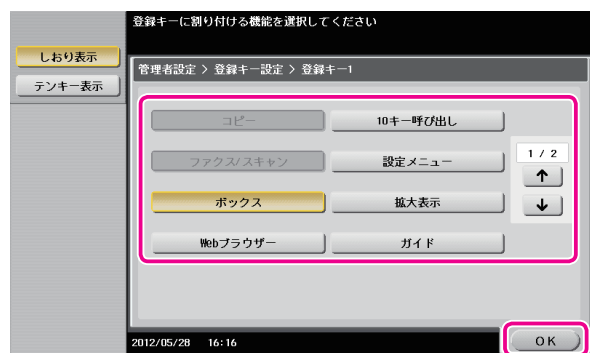 登録キーに割り付ける機能を選択してください
しおり表示
テンキー表示
管理者設定 > 登録キー設定 > 登録キー1
コピー
10キー呼び出し
ファクス/スキャン
設定メニュー
1 / 2
↑
ボックス
拡大表示
↓
Webブラウザー
ガイド
2012/05/28 16:16
OK